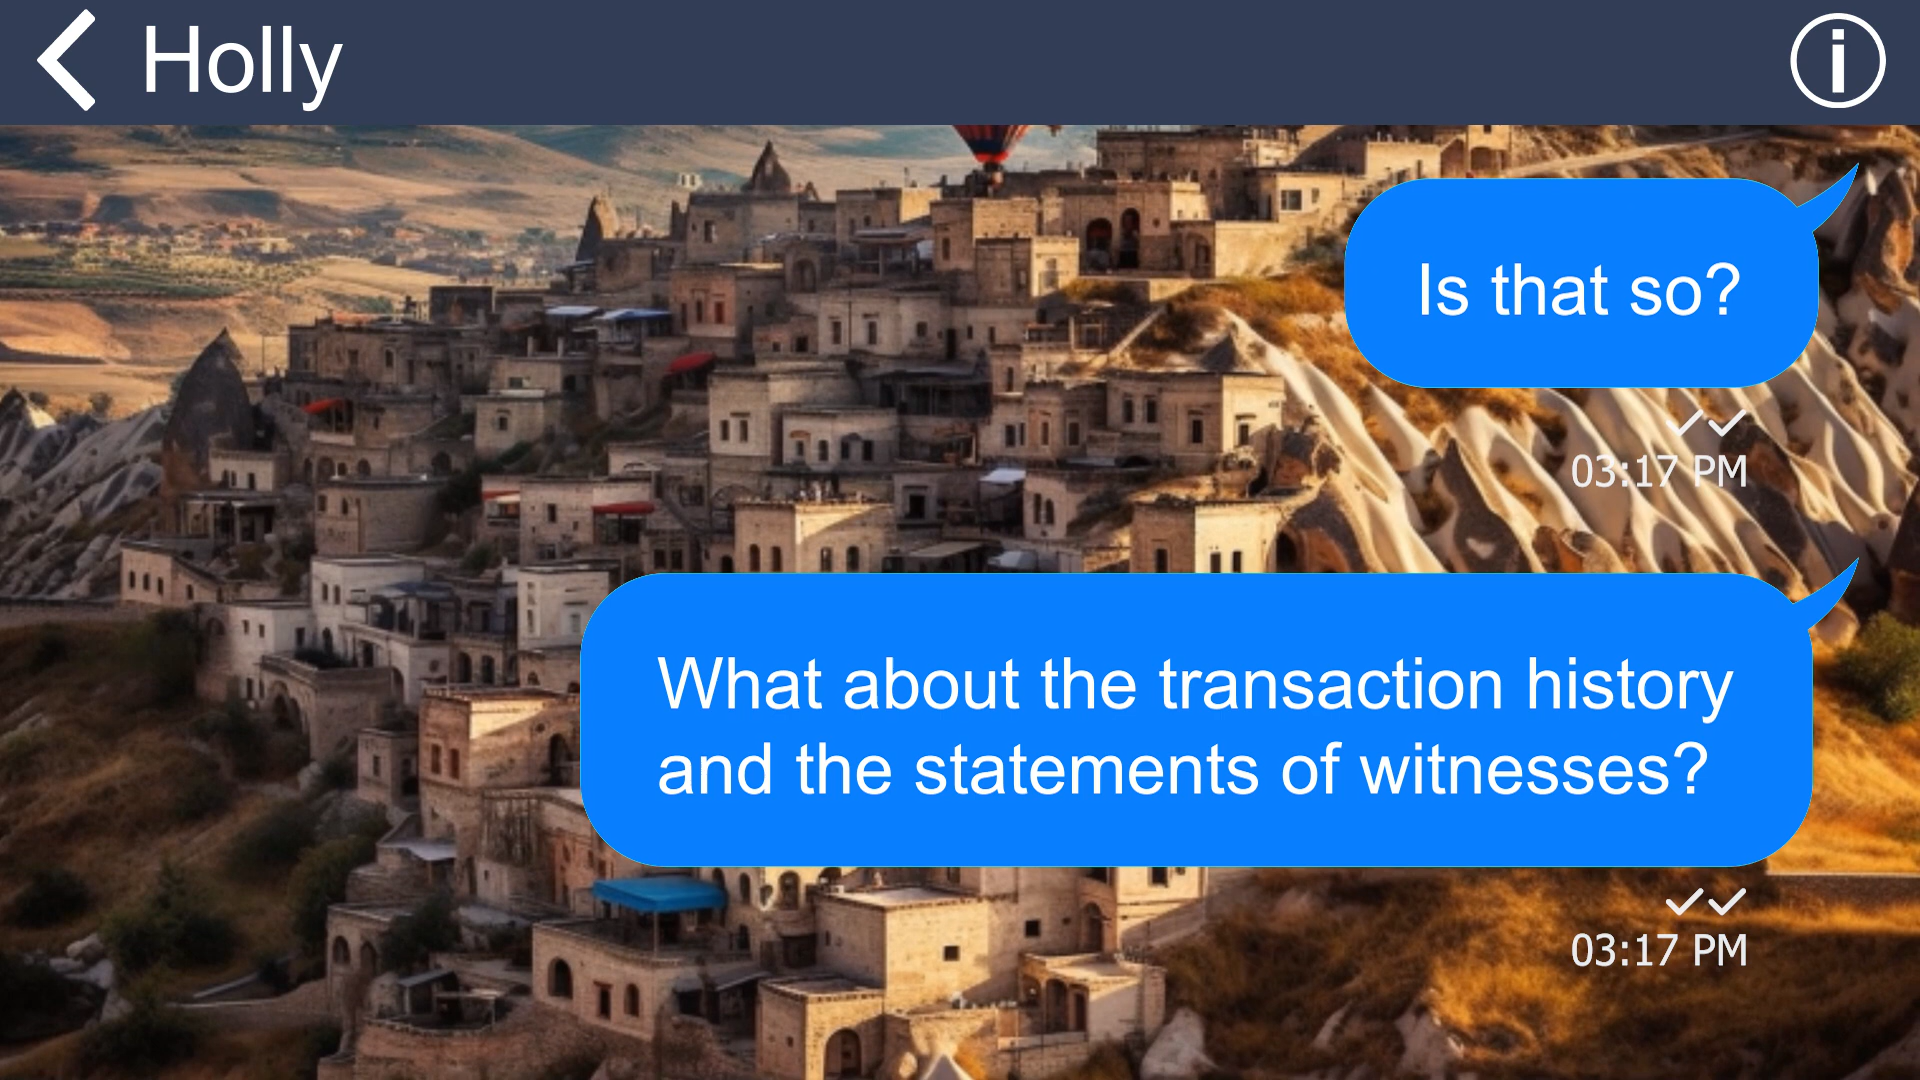 Holly
Is that so?
03:17 PM
What about the transaction history
and the statements of witnesses?
03:17 PM